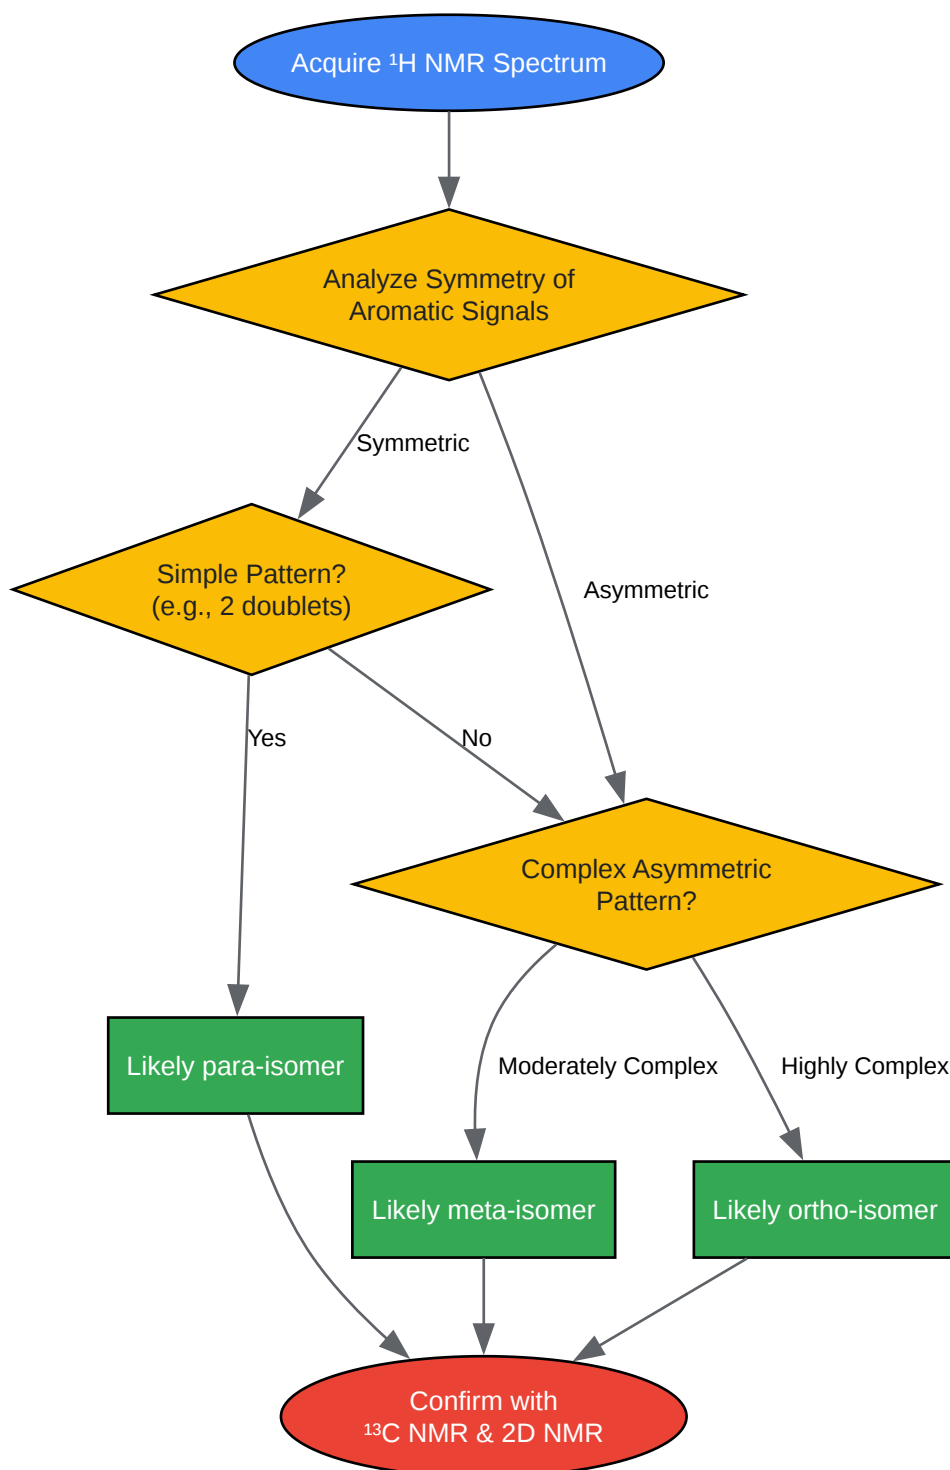 Acquire ¹H NMR Spectrum
Analyze Symmetry of
Aromatic Signals
Symmetric
Asymmetric
Simple Pattern?
(e.g., 2 doublets)
Yes
No
Complex Asymmetric
Pattern?
Moderately Complex
Highly Complex
Likely para-isomer
Likely meta-isomer
Likely ortho-isomer
Confirm with
¹³C NMR & 2D NMR